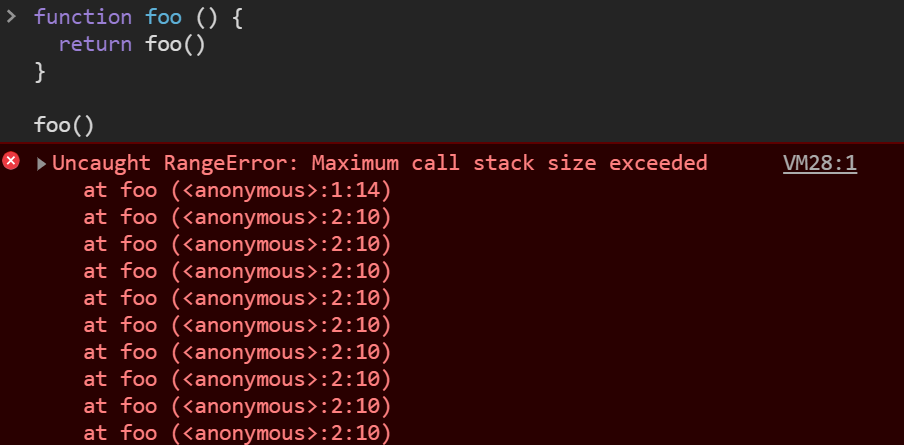 > function foo () {
return foo()
}
foo()
Uncaught RangeError: Maximum call stack size exceeded VM28:1
at foo (<anonymous>:1:14)
at foo (<anonymous>:2:10)
at foo (<anonymous>:2:10)
at foo (<anonymous>:2:10)
at foo (<anonymous>:2:10)
at foo (<anonymous>:2:10)
at foo (<anonymous>:2:10)
at foo (<anonymous>:2:10)
at foo (<anonymous>:2:10)
at foo (<anonymous>:2:10)